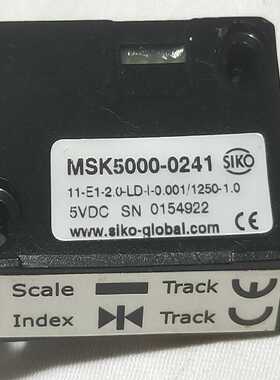 MSK5000-0241 SIKO
11-E1-2.0-LD-I-0.001/1250-1.0
5VDC SN 0154922
www.siko-global.com CE
Scale Track
Index Track